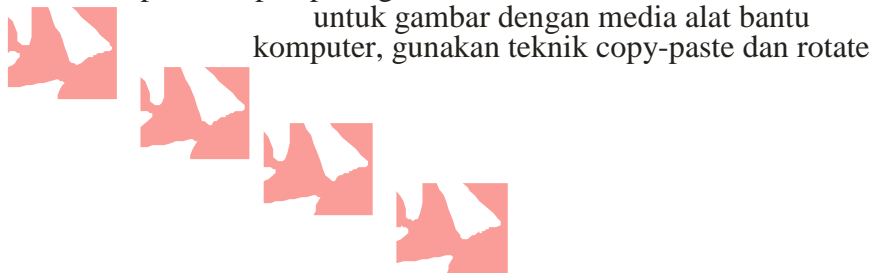 untuk gambar dengan media alat bantu
komputer, gunakan teknik copy-paste dan rotate